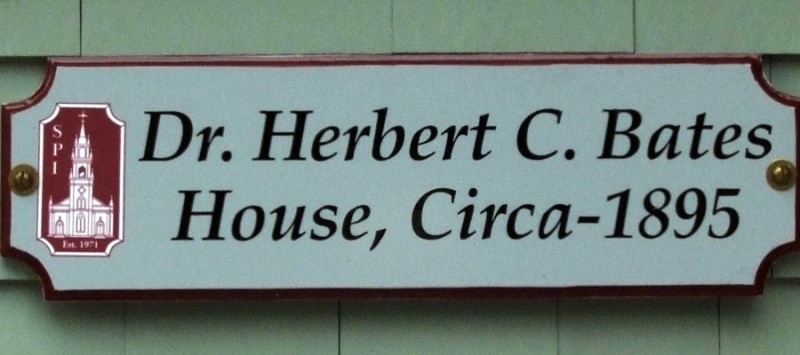 SPI
Est. 1971
Dr. Herbert C. Bates
House, Circa-1895